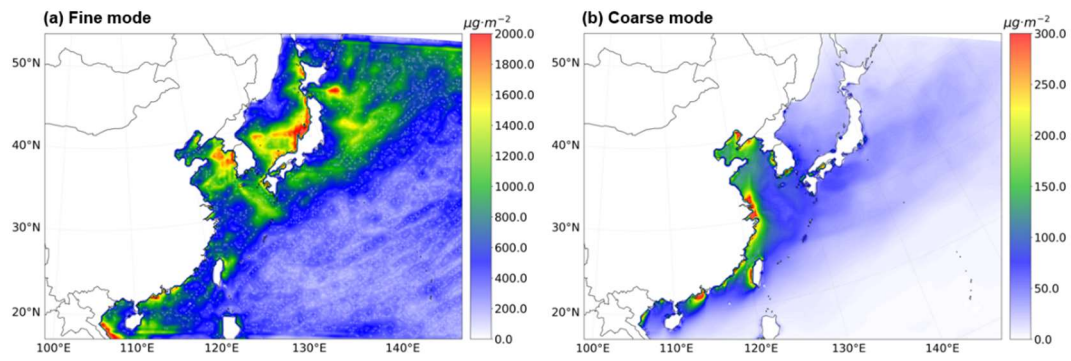 (a) Fine mode
μg·m⁻²
2000.0
1800.0
1600.0
1400.0
1200.0
1000.0
800.0
600.0
400.0
200.0
0.0
50°N
40°N
30°N
20°N
100°E 110°E 120°E 130°E 140°E
(b) Coarse mode
μg·m⁻²
300.0
250.0
200.0
150.0
100.0
50.0
0.0
50°N
40°N
30°N
20°N
100°E 110°E 120°E 130°E 140°E